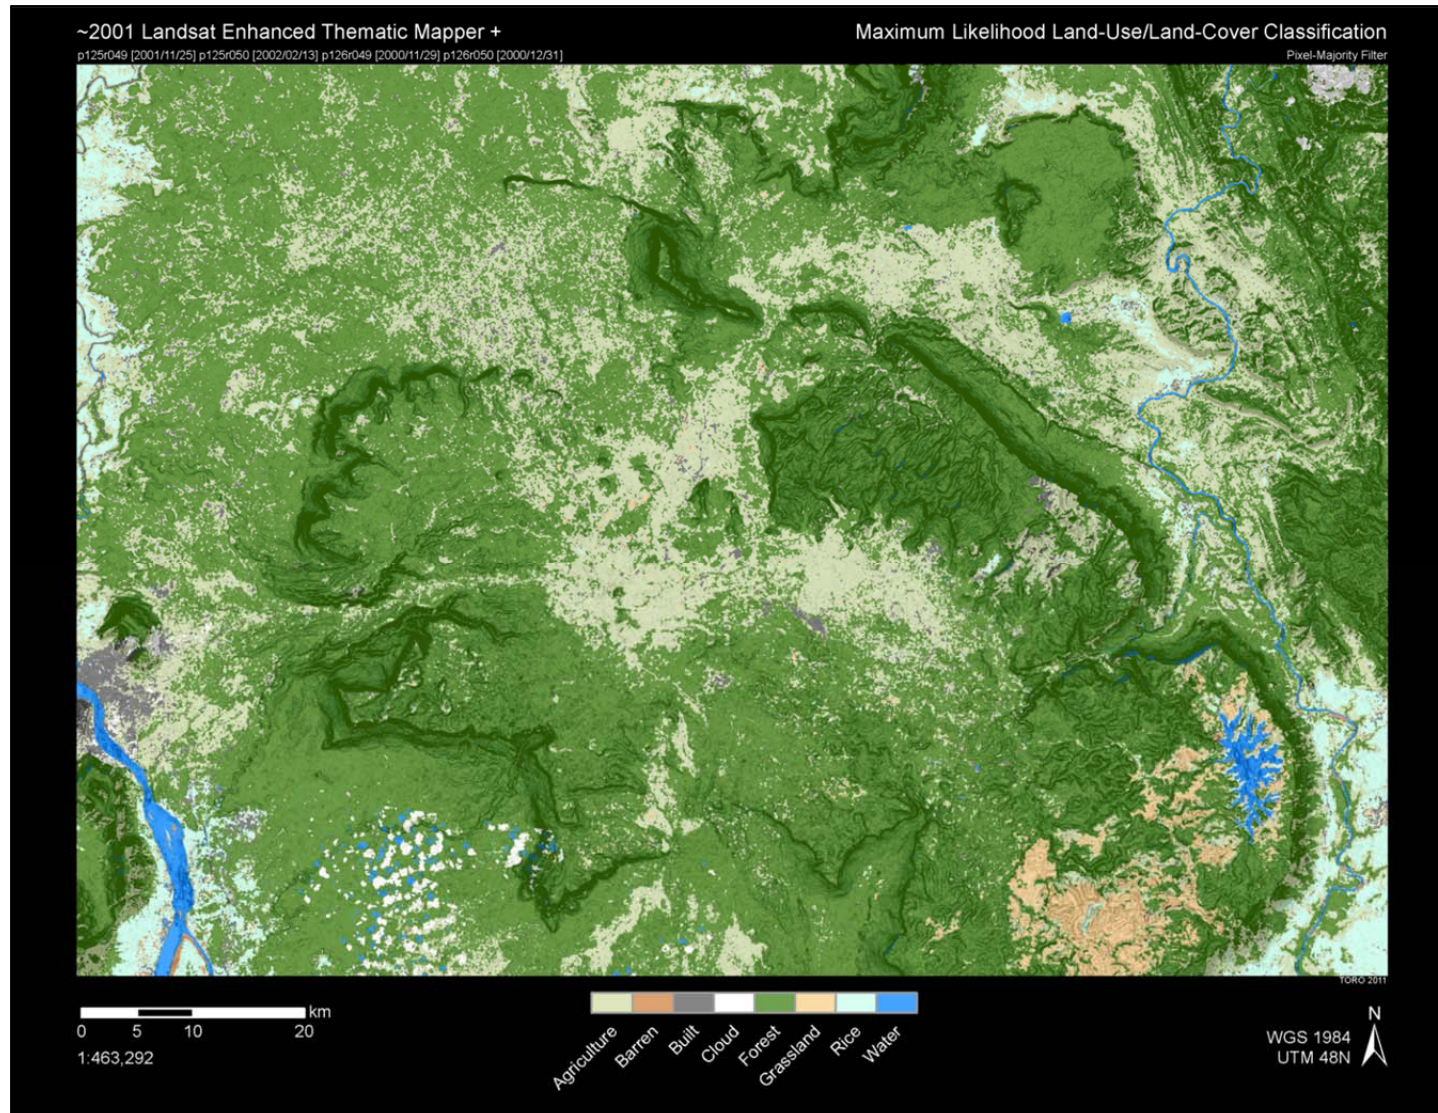 ~2001 Landsat Enhanced Thematic Mapper +
Maximum Likelihood Land-Use/Land-Cover Classification
p125r049 [2001/11/25] p125r050 [2002/02/13] p126r049 [2000/11/29] p126r050 [2000/12/31]
Pixel-Majority Filter
TORO 2011
km
0 5 10 20
1:463,292
Agriculture
Barren
Built
Cloud
Forest
Grassland
Rice
Water
N
WGS 1984
UTM 48N